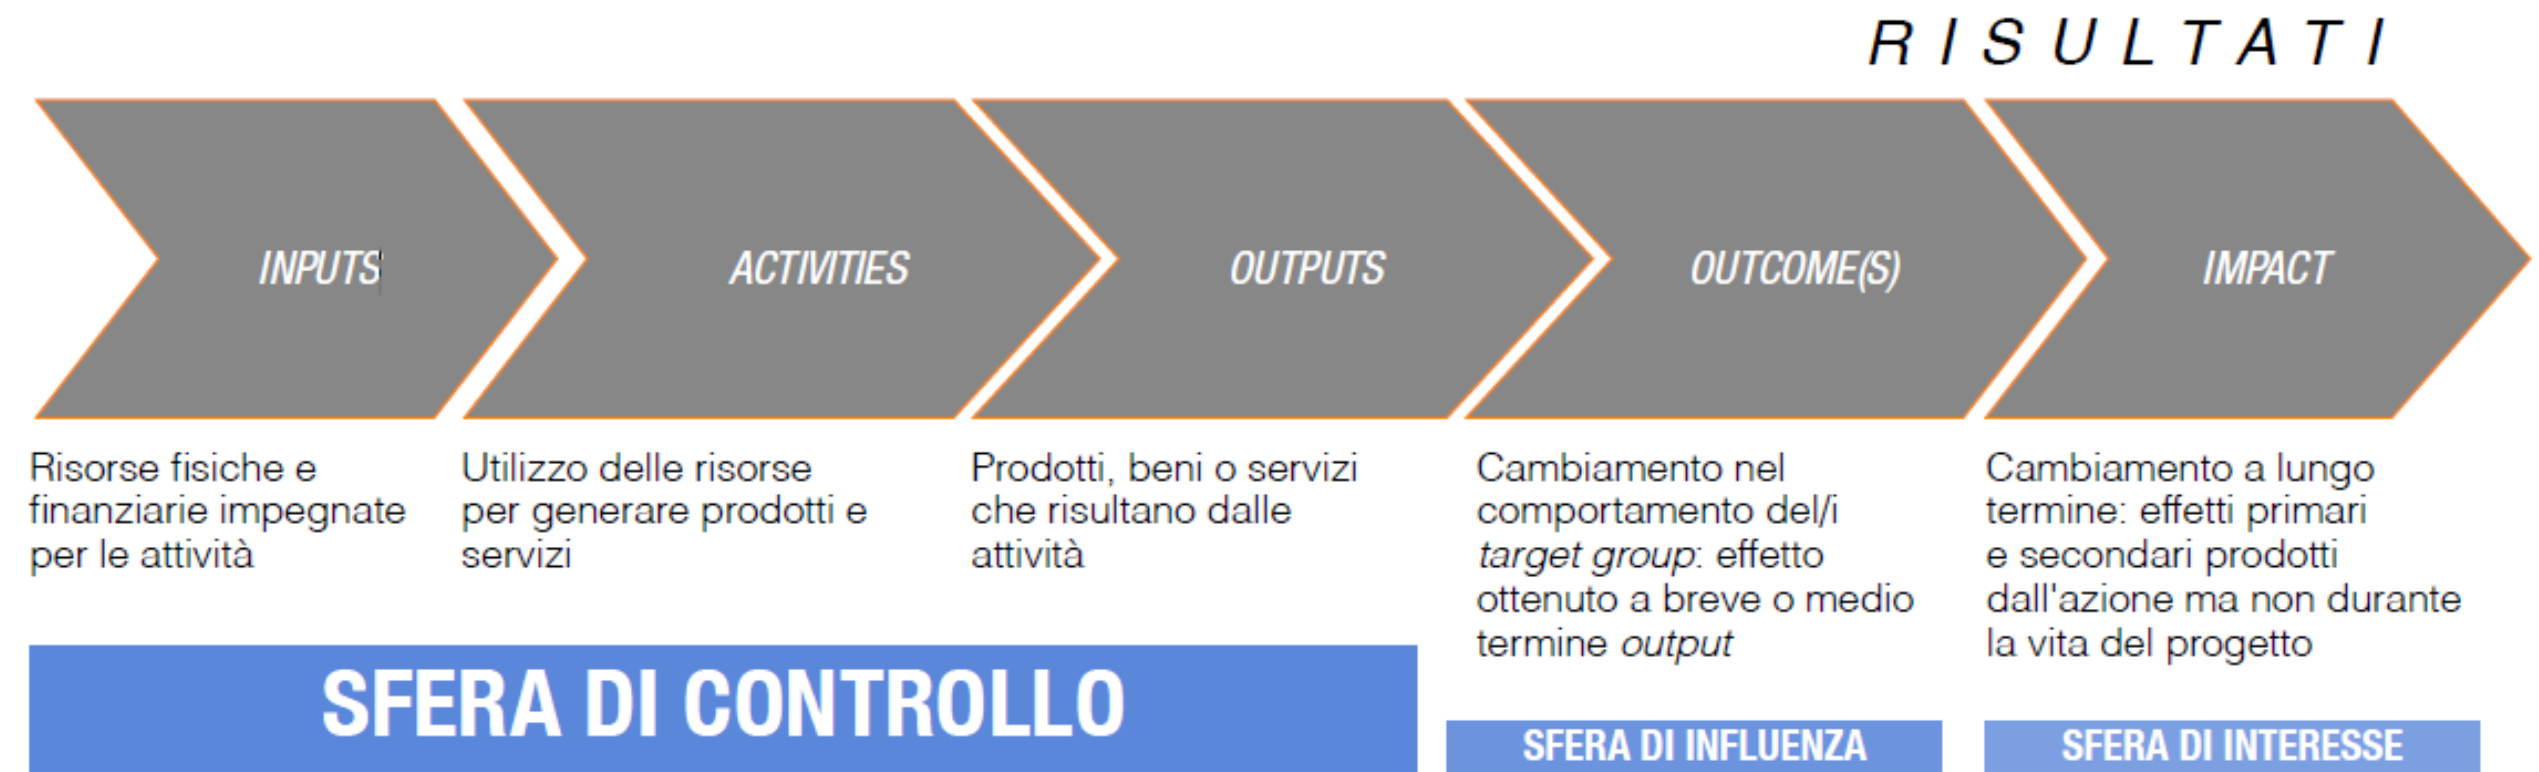 RISULTATI
INPUTS
ACTIVITIES
OUTPUTS
OUTCOME(S)
IMPACT
Risorse fisiche e
finanziarie impegnate
per le attività
Utilizzo delle risorse
per generare prodotti e
servizi
Prodotti, beni o servizi
che risultano dalle
attività
Cambiamento nel
comportamento del/i
target group: effetto
ottenuto a breve o medio
termine output
Cambiamento a lungo
termine: effetti primari
e secondari prodotti
dall'azione ma non durante
la vita del progetto
SFERA DI CONTROLLO
SFERA DI INFLUENZA
SFERA DI INTERESSE